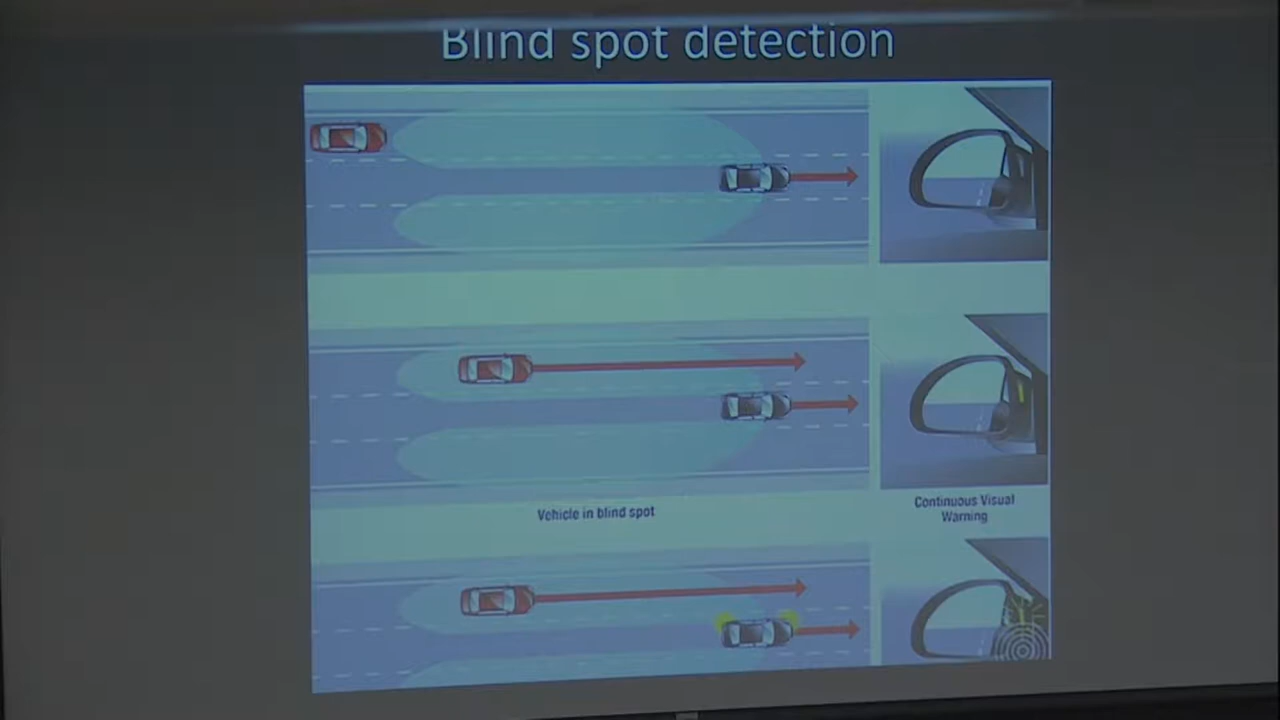 Blind spot detection
Vehicle in blind spot
Continuous Visual
Warning